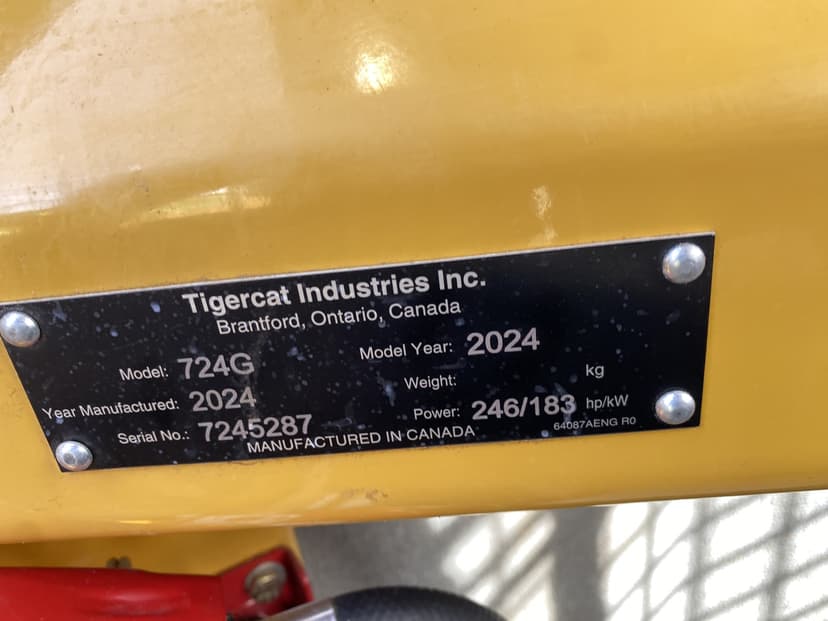 Tigercat Industries Inc.
Brantford, Ontario, Canada
Model: 724G Model Year: 2024
Year Manufactured: 2024 Weight: kg
Serial No.: 7245287 Power: 246/183 hp/kW
MANUFACTURED IN CANADA 64087AENG R0